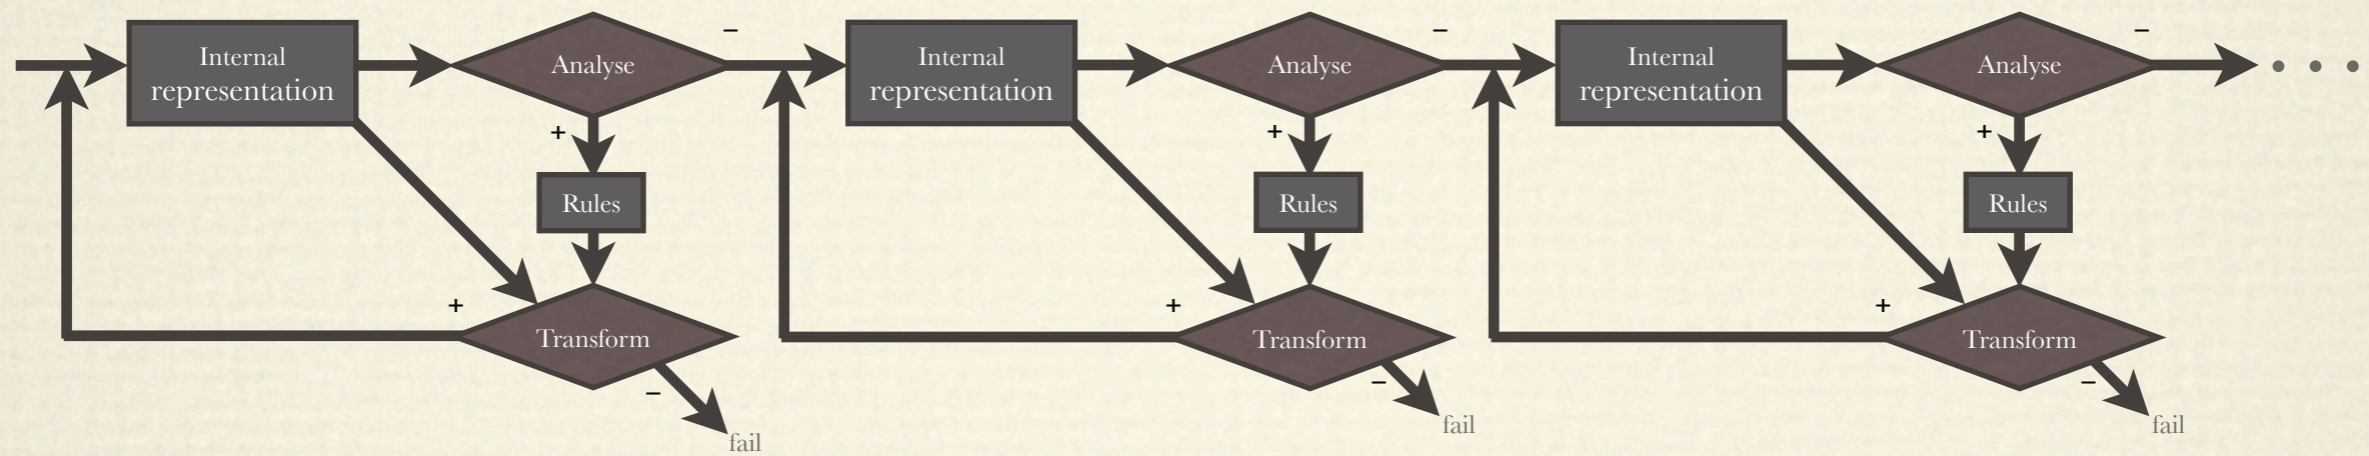 Internal
representation
Analyse
–
+
Rules
+
Transform
–
fail
Internal
representation
Analyse
–
+
Rules
+
Transform
–
fail
Internal
representation
Analyse
–
+
Rules
+
Transform
–
fail
• • •